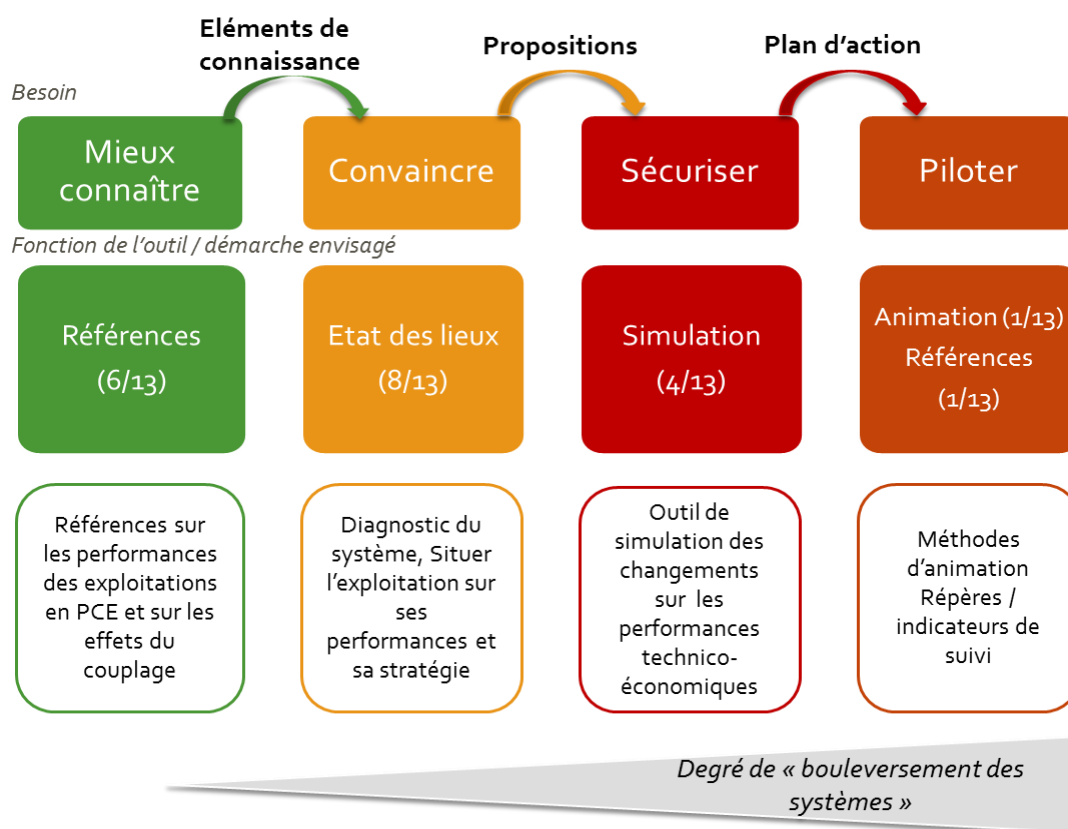 Eléments de
connaissance
Propositions
Plan d'action
Besoin
Mieux
connaître
Convaincre
Sécuriser
Piloter
Fonction de l'outil / démarche envisagé
Références
(6/13)
Etat des lieux
(8/13)
Simulation
(4/13)
Animation (1/13)
Références
(1/13)
Références sur
les performances
des exploitations
en PCE et sur les
effets du
couplage
Diagnostic du
système, Situer
l'exploitation sur
ses
performances et
sa stratégie
Outil de
simulation des
changements
sur les
performances
technico-
économiques
Méthodes
d'animation
Répères /
indicateurs de
suivi
Degré de « bouleversement des
systèmes »